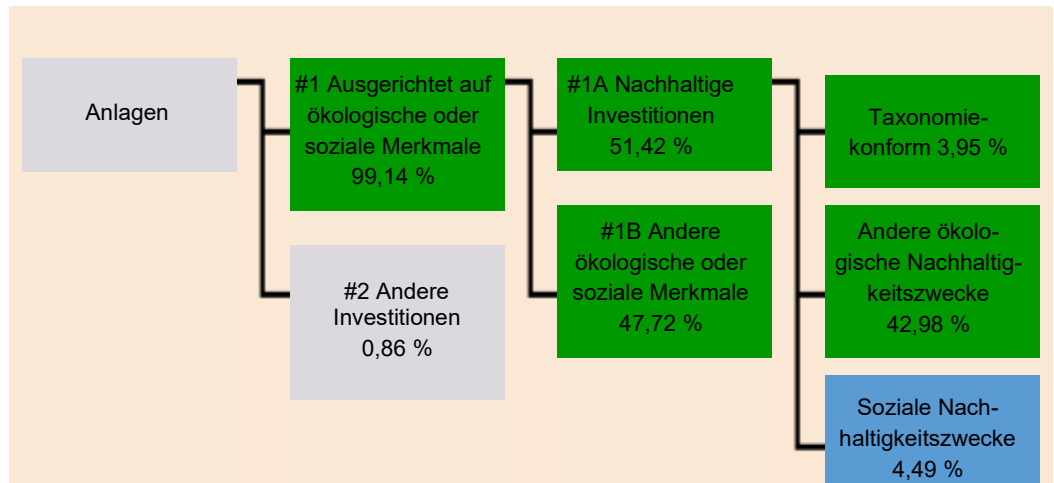 Anlagen
#1 Ausgerichtet auf
ökologische oder
soziale Merkmale
99,14 %
#2 Andere
Investitionen
0,86 %
#1A Nachhaltige
Investitionen
51,42 %
#1B Andere
ökologische oder
soziale Merkmale
47,72 %
Taxonomie-
konform 3,95 %
Andere ökolo-
gische Nachhaltig-
keitszwecke
42,98 %
Soziale Nach-
haltigkeitszwecke
4,49 %